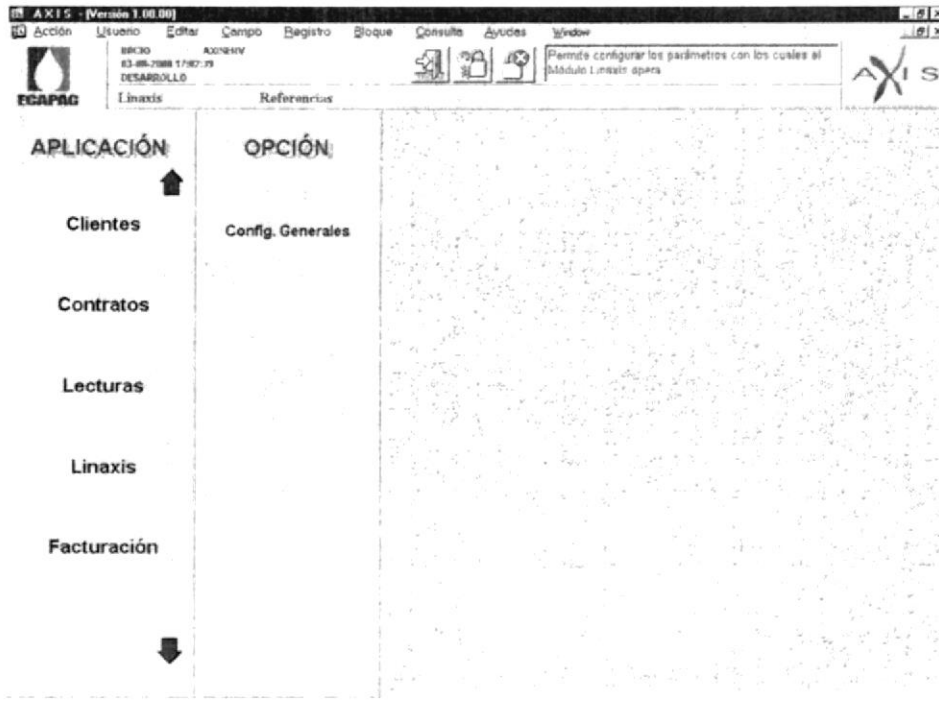 AXIS - [Versión 1.00.00]
Acción Usuario Editar Campo Registro Bloque Consulta Ayudas Window
DESARROLLO
Permite configurar los parámetros con los cuales el
Módulo Linaxis opera
ECAPAG
Linaxis Referencias
AXIS
APLICACIÓN OPCIÓN
Clientes
Config. Generales
Contratos
Lecturas
Linaxis
Facturación